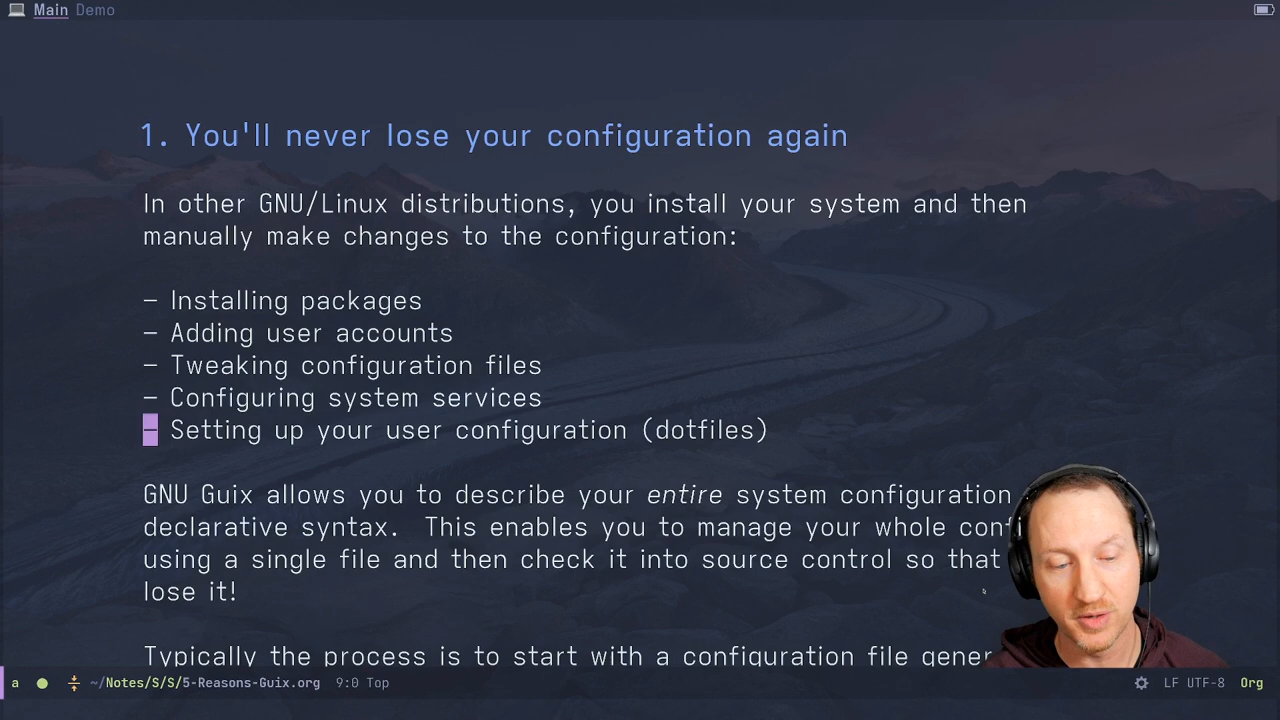 Main Demo
1. You'll never lose your configuration again
In other GNU/Linux distributions, you install your system and then
manually make changes to the configuration:
– Installing packages
– Adding user accounts
– Tweaking configuration files
– Configuring system services
– Setting up your user configuration (dotfiles)
GNU Guix allows you to describe your entire system configuration
declarative syntax.  This enables you to manage your whole confi
using a single file and then check it into source control so that
lose it!
Typically the process is to start with a configuration file gener
a ~/Notes/S/S/5-Reasons-Guix.org 9:0 Top LF UTF-8 Org